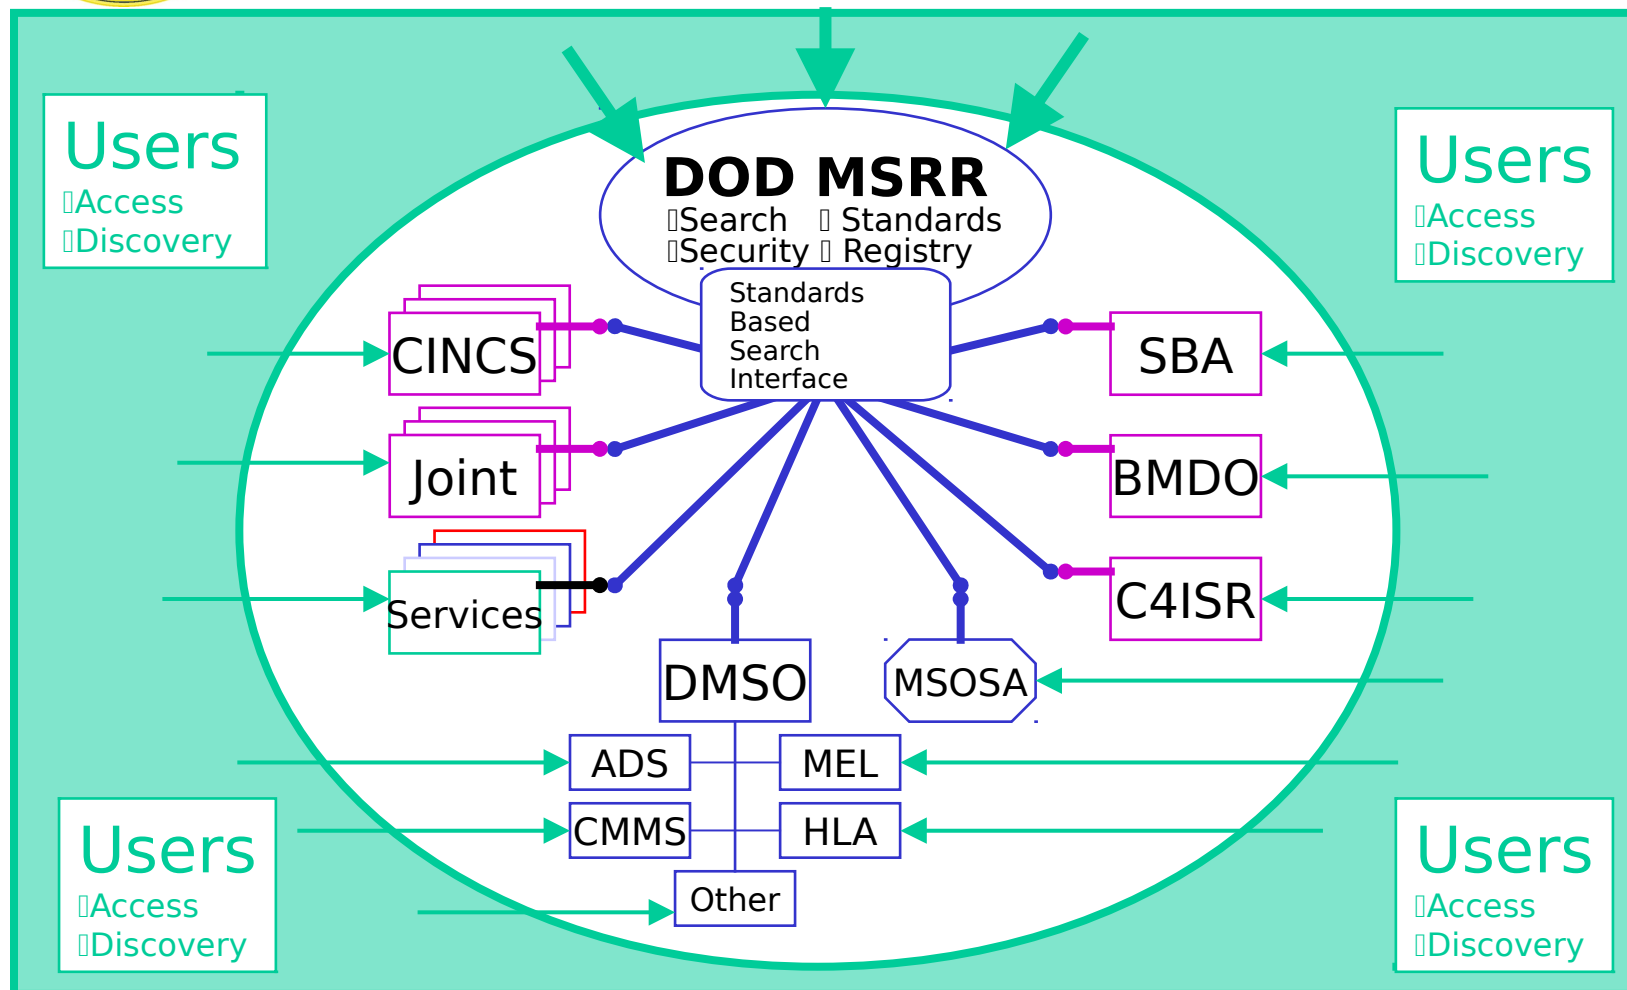 Users
Access
Discovery
Users
Access
Discovery
DOD MSRR
Search Standards
Security Registry
Standards
Based
Search
Interface
CINCS
SBA
Joint
BMDO
Services
C4ISR
DMSO
MSOSA
ADS
MEL
CMMS
HLA
Other
Users
Access
Discovery
Users
Access
Discovery